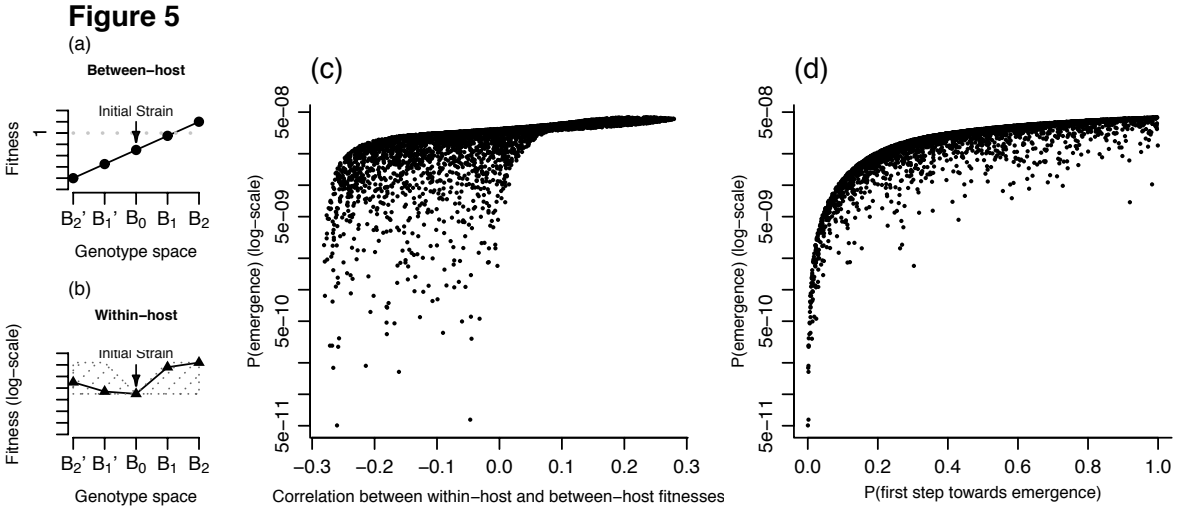 Figure 5
(a)
Between−host
Initial Strain
1
Fitness
B2' B1' B0 B1 B2
Genotype space
(b)
Within−host
Initial Strain
Fitness (log−scale)
B2' B1' B0 B1 B2
Genotype space
(c)
5e−08
5e−09
5e−10
5e−11
P(emergence) (log−scale)
−0.3 −0.2 −0.1 0.0 0.1 0.2 0.3
Correlation between within−host and between−host fitnesses
(d)
5e−08
5e−09
5e−10
5e−11
P(emergence) (log−scale)
0.0 0.2 0.4 0.6 0.8 1.0
P(first step towards emergence)